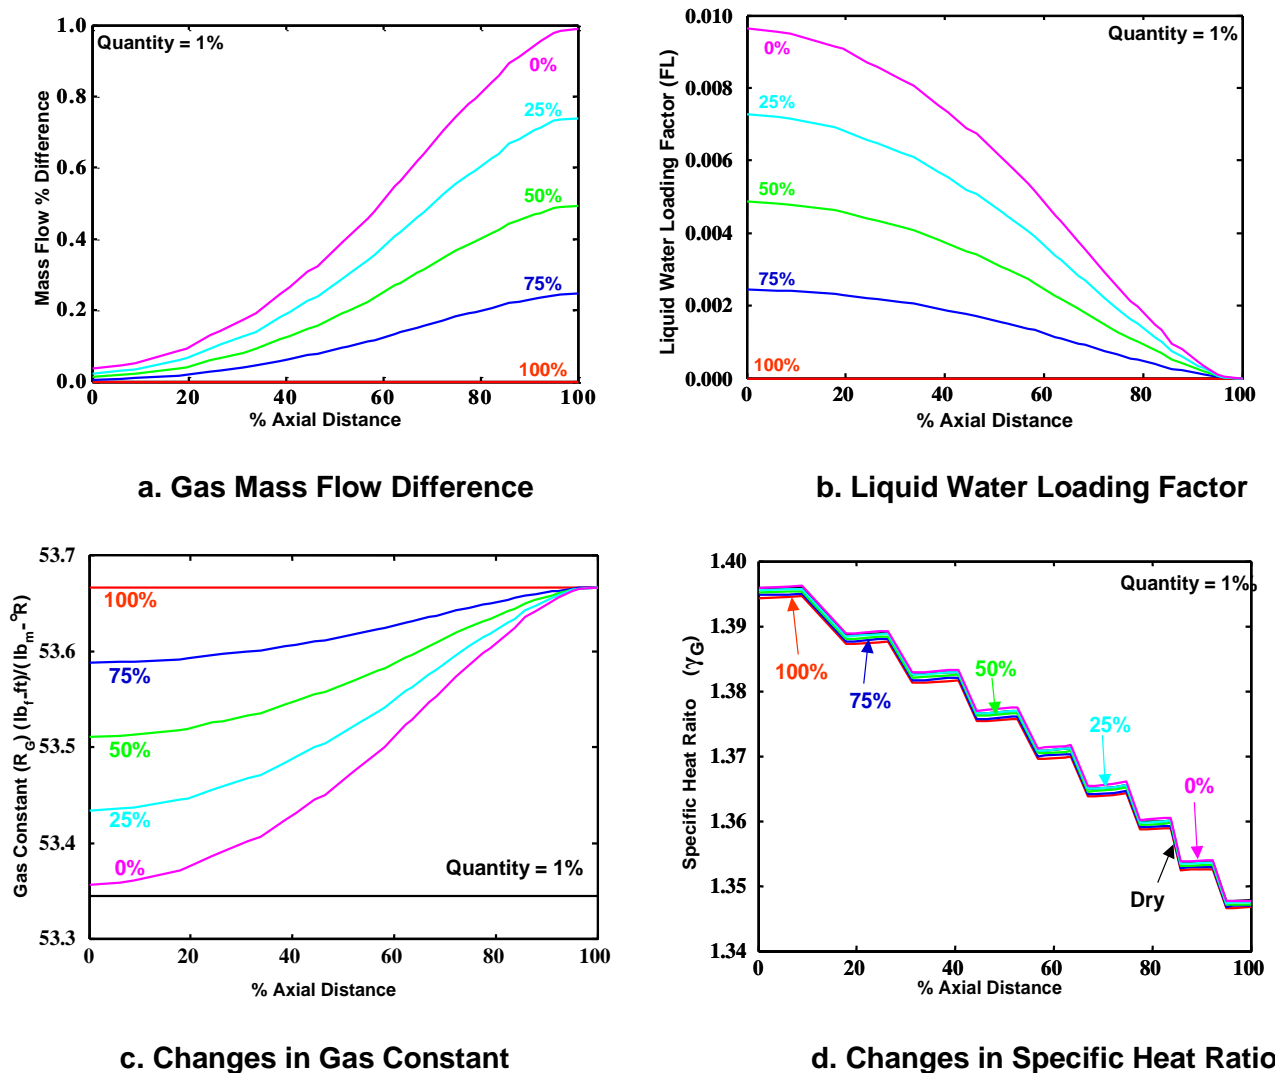 Quantity = 1%
1.0
0.8
0.6
0.4
0.2
0.0
Mass Flow % Difference
0%
25%
50%
75%
100%
0 20 40 60 80 100
% Axial Distance
a. Gas Mass Flow Difference
Quantity = 1%
0.010
0.008
0.006
0.004
0.002
0.000
Liquid Water Loading Factor (FL)
0%
25%
50%
75%
100%
0 20 40 60 80 100
% Axial Distance
b. Liquid Water Loading Factor
53.7
53.6
53.5
53.4
53.3
Gas Constant (RG) (lbf-ft)/(lbm-°R)
100%
75%
50%
25%
0%
Quantity = 1%
0 20 40 60 80 100
% Axial Distance
c. Changes in Gas Constant
Quantity = 1%
1.40
1.39
1.38
1.37
1.36
1.35
1.34
Specific Heat Raito (γG)
100%
75%
50%
25%
0%
Dry
0 20 40 60 80 100
% Axial Distance
d. Changes in Specific Heat Ratio